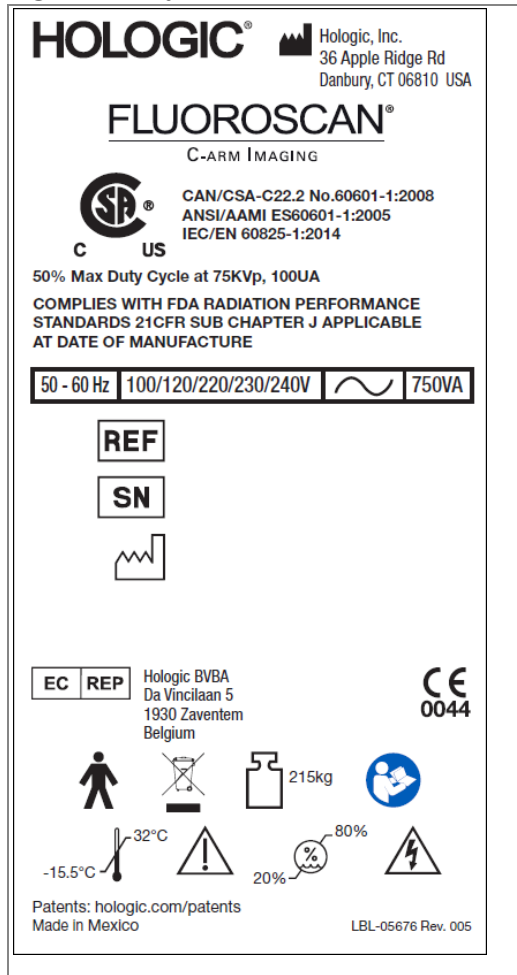 HOLOGIC®
Hologic, Inc.
36 Apple Ridge Rd
Danbury, CT 06810 USA
FLUOROSCAN®
C-ARM IMAGING
CSA ®
C US
CAN/CSA-C22.2 No.60601-1:2008
ANSI/AAMI ES60601-1:2005
IEC/EN 60825-1:2014
50% Max Duty Cycle at 75KVp, 100UA
COMPLIES WITH FDA RADIATION PERFORMANCE
STANDARDS 21CFR SUB CHAPTER J APPLICABLE
AT DATE OF MANUFACTURE
50 - 60 Hz 100/120/220/230/240V 750VA
REF
SN
EC REP
Hologic BVBA
Da Vincilaan 5
1930 Zaventem
Belgium
CE
0044
215kg
32°C
-15.5°C
80%
%
20%
Patents: hologic.com/patents
Made in Mexico
LBL-05676 Rev. 005